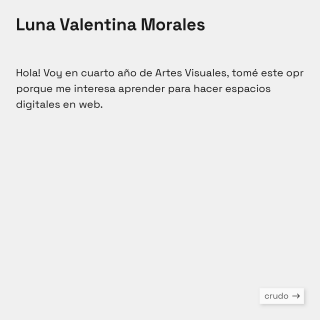 Luna Valentina Morales
Hola! Voy en cuarto año de Artes Visuales, tomé este opr
porque me interesa aprender para hacer espacios
digitales en web.
crudo →